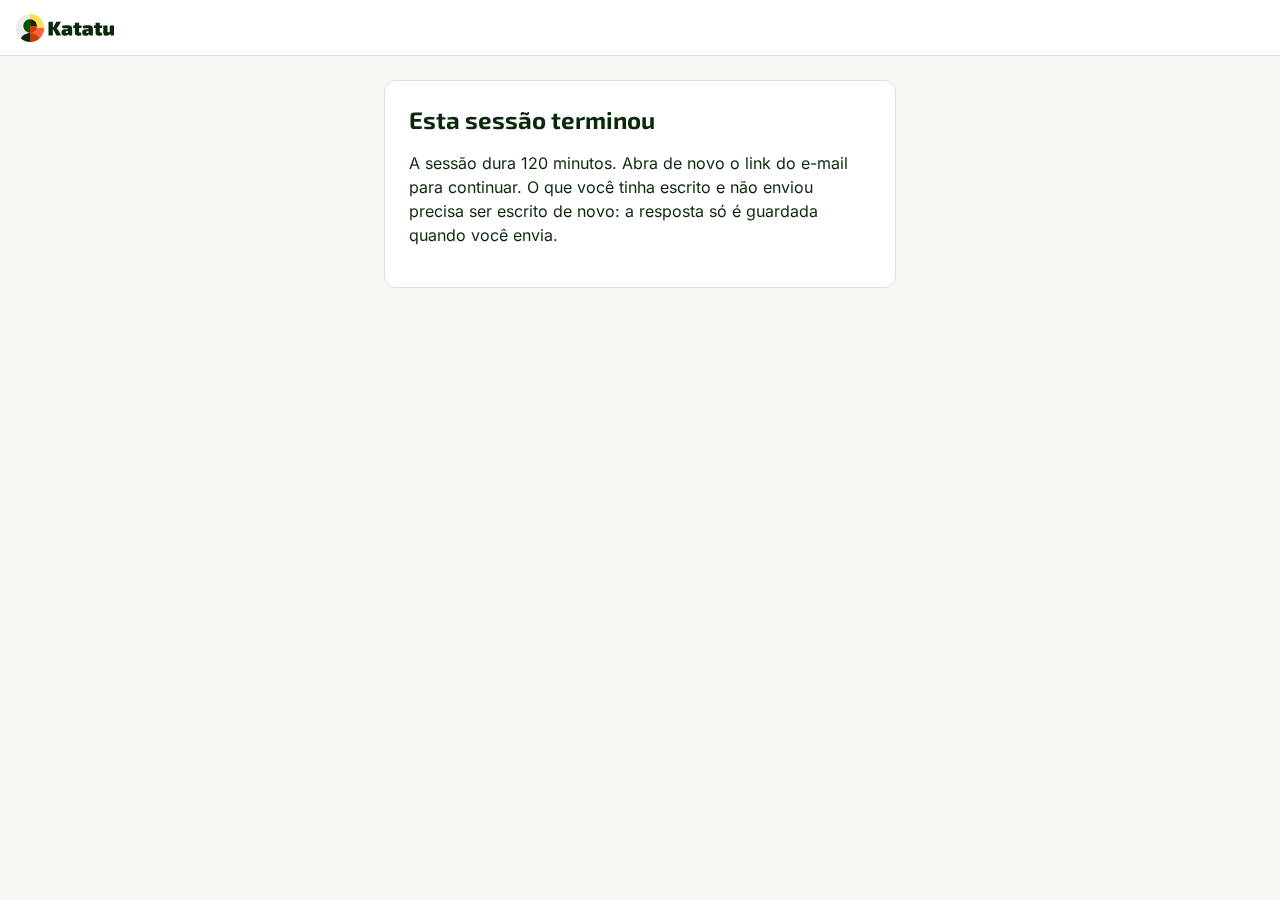 Katatu
Esta sessão terminou
A sessão dura 120 minutos. Abra de novo o link do e-mail
para continuar. O que você tinha escrito e não enviou
precisa ser escrito de novo: a resposta só é guardada
quando você envia.